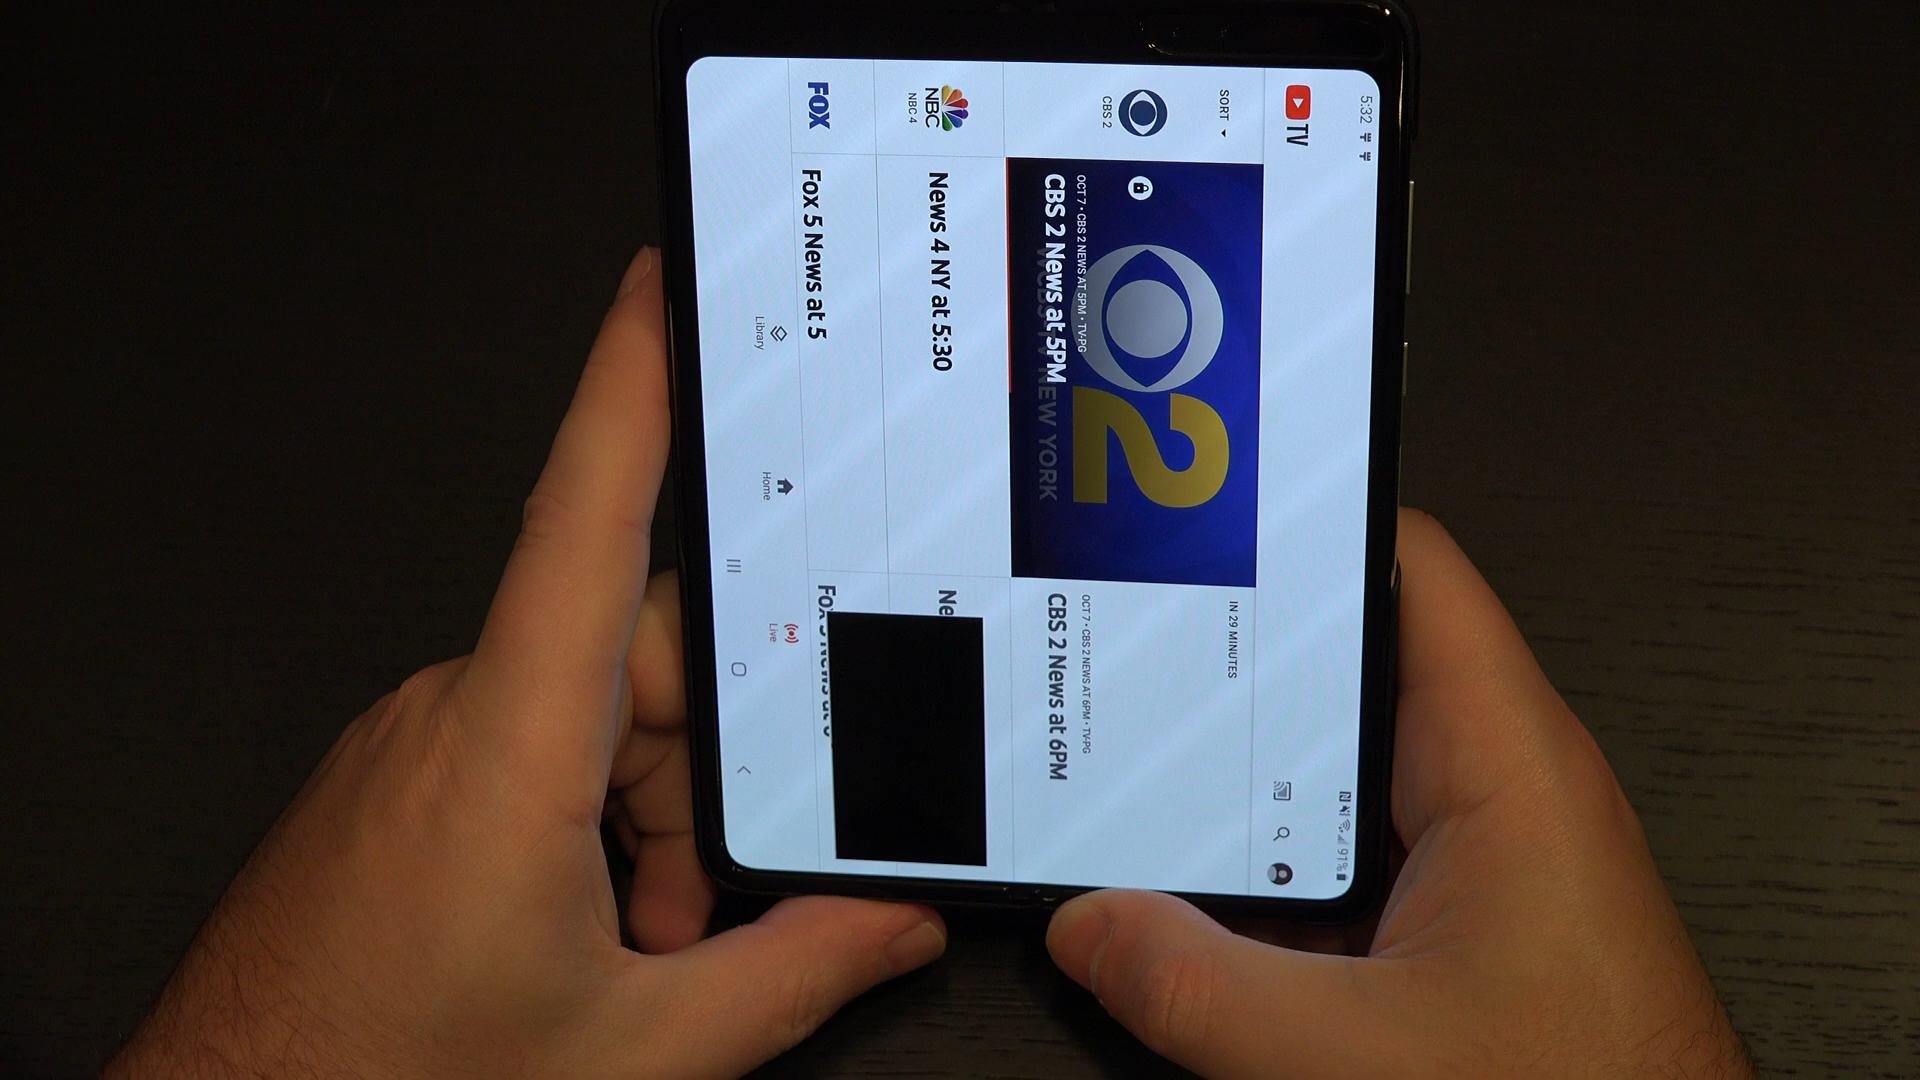 5:32
91%
TV
SORT
IN 29 MINUTES
CBS 2
OCT 7 • CBS 2 NEWS AT 5PM • TV-PG
CBS 2 News at 5PM
NEW YORK
OCT 7 • CBS 2 NEWS AT 6PM • TV-PG
CBS 2 News at 6PM
NBC
NBC 4
News 4 NY at 5:30
Ne
FOX
Fox 5 News at 5
Library
Home
Live